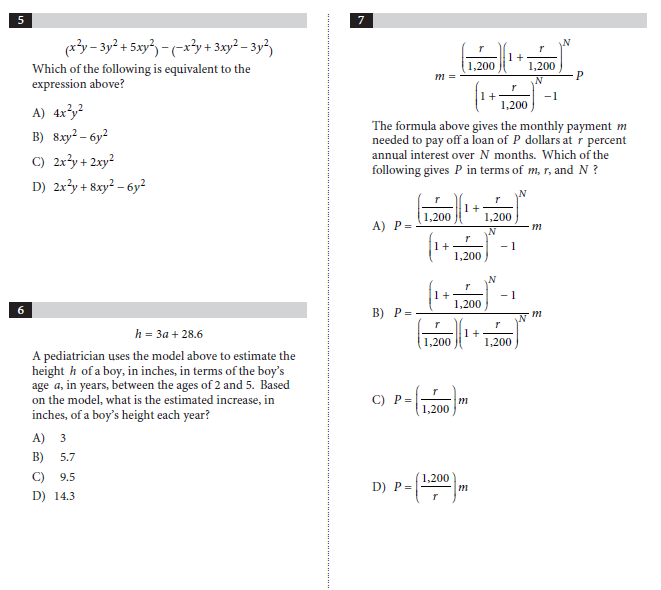 5
(x²y – 3y² + 5xy²) – (–x²y + 3xy² – 3y²)
Which of the following is equivalent to the
expression above?
A) 4x²y²
B) 8xy² – 6y²
C) 2x²y + 2xy²
D) 2x²y + 8xy² – 6y²
6
h = 3a + 28.6
A pediatrician uses the model above to estimate the
height h of a boy, in inches, in terms of the boy's
age a, in years, between the ages of 2 and 5. Based
on the model, what is the estimated increase, in
inches, of a boy's height each year?
A) 3
B) 5.7
C) 9.5
D) 14.3
7
m = ((r/1,200)(1 + r/1,200)^N)/((1 + r/1,200)^N – 1) P
The formula above gives the monthly payment m
needed to pay off a loan of P dollars at r percent
annual interest over N months. Which of the
following gives P in terms of m, r, and N ?
A) P = ((r/1,200)(1 + r/1,200)^N)/((1 + r/1,200)^N – 1) m
B) P = ((1 + r/1,200)^N – 1)/((r/1,200)(1 + r/1,200)^N) m
C) P = (r/1,200) m
D) P = (1,200/r) m